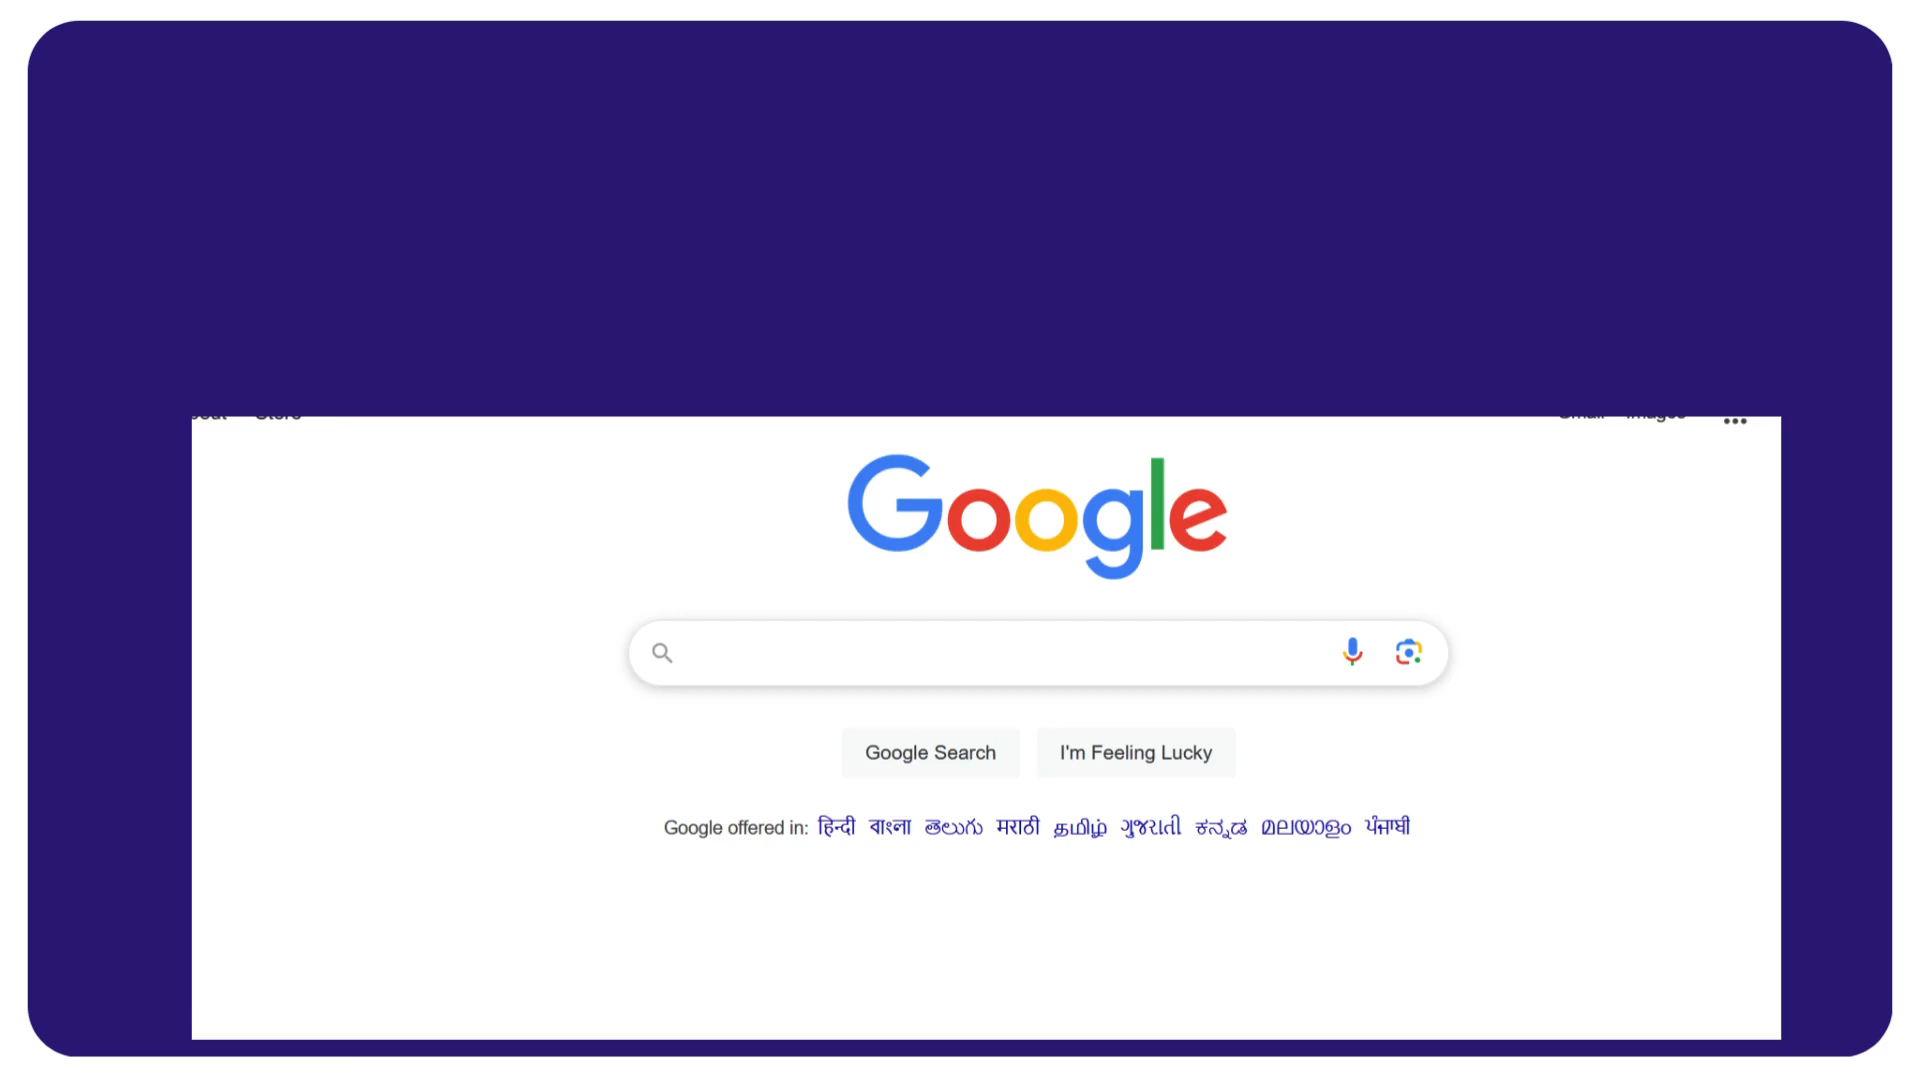 Google
Google Search I'm Feeling Lucky
Google offered in: हिन्दी বাংলা తెలుగు मराठी தமிழ் ગુજરાતી ಕನ್ನಡ മലയാളം ਪੰਜਾਬੀ